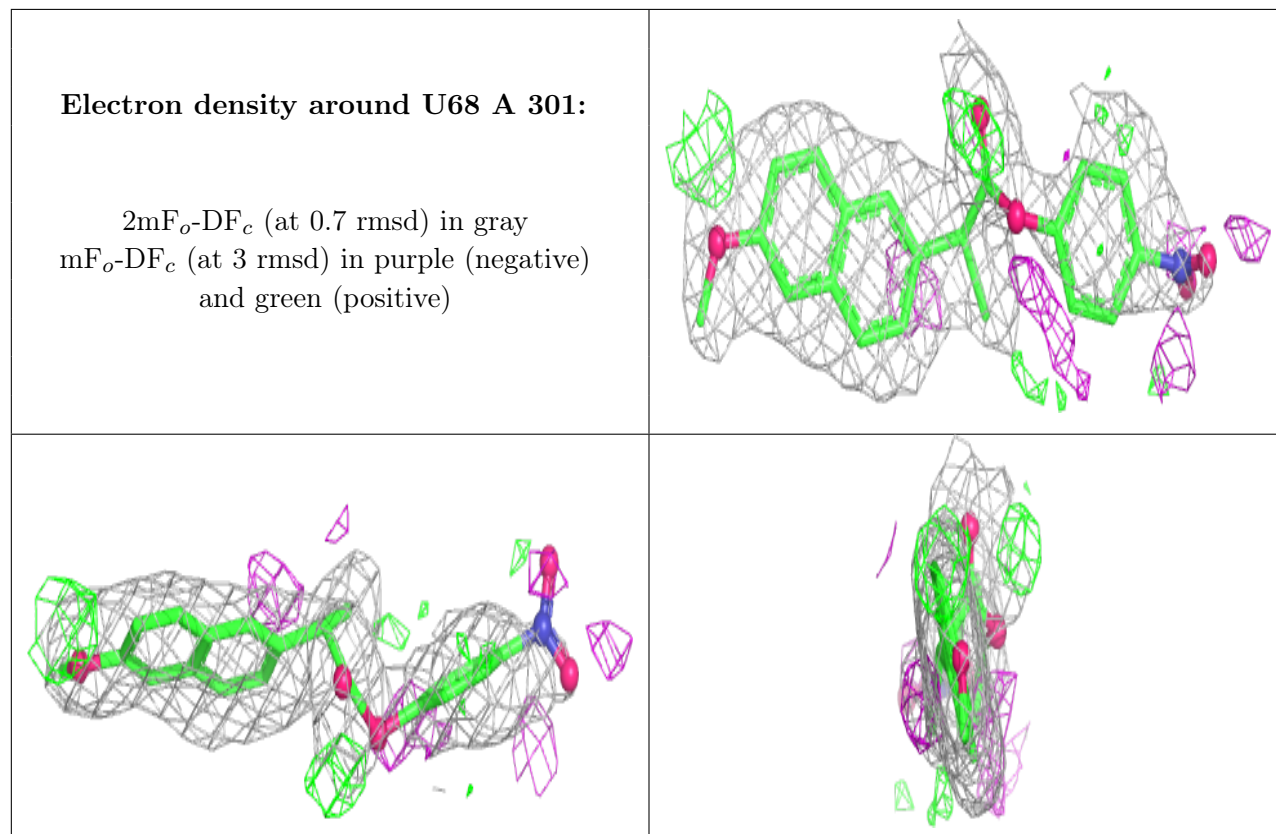 Electron density around U68 A 301:
2mFo-DFc (at 0.7 rmsd) in gray
mFo-DFc (at 3 rmsd) in purple (negative)
and green (positive)